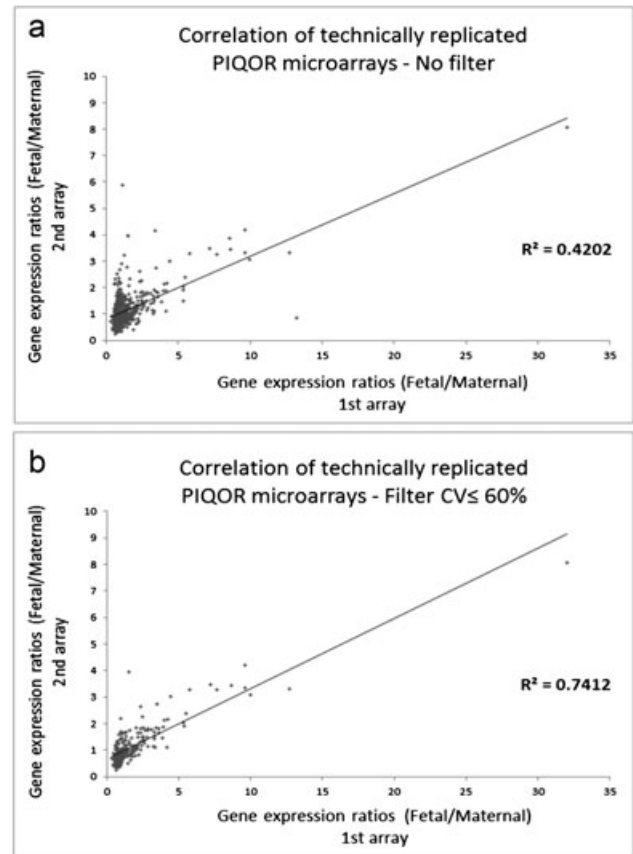 a
Correlation of technically replicated
PIQOR microarrays - No filter
Gene expression ratios (Fetal/Maternal)
2nd array
10
9
8
7
6
5
4
3
2
1
0
R² = 0.4202
0 5 10 15 20 25 30 35
Gene expression ratios (Fetal/Maternal)
1st array
b
Correlation of technically replicated
PIQOR microarrays - Filter CV≤ 60%
Gene expression ratios (Fetal/Maternal)
2nd array
10
9
8
7
6
5
4
3
2
1
0
R² = 0.7412
0 5 10 15 20 25 30 35
Gene expression ratios (Fetal/Maternal)
1st array